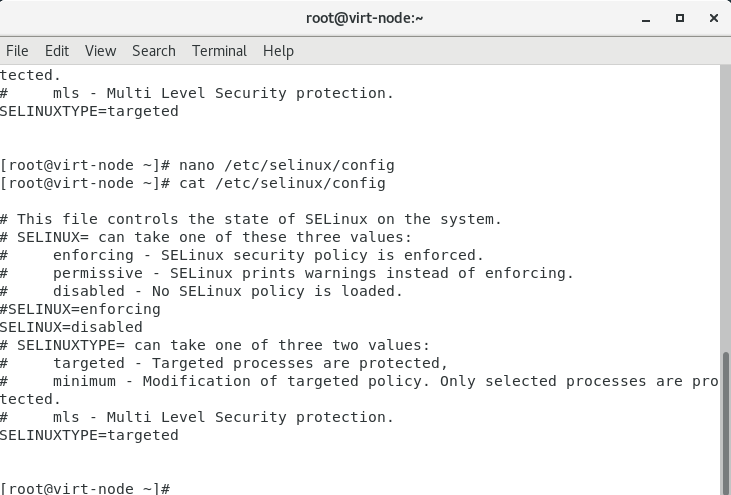 root@virt-node:~
File Edit View Search Terminal Help
tected.
#     mls - Multi Level Security protection.
SELINUXTYPE=targeted
[root@virt-node ~]# nano /etc/selinux/config
[root@virt-node ~]# cat /etc/selinux/config
# This file controls the state of SELinux on the system.
# SELINUX= can take one of these three values:
#     enforcing - SELinux security policy is enforced.
#     permissive - SELinux prints warnings instead of enforcing.
#     disabled - No SELinux policy is loaded.
#SELINUX=enforcing
SELINUX=disabled
# SELINUXTYPE= can take one of three two values:
#     targeted - Targeted processes are protected,
#     minimum - Modification of targeted policy. Only selected processes are pro
tected.
#     mls - Multi Level Security protection.
SELINUXTYPE=targeted
[root@virt-node ~]#